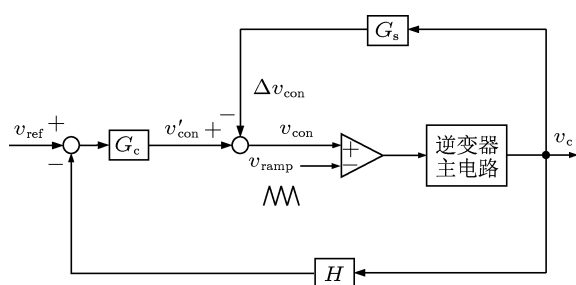 G_s
Δv_con
−
v_ref + G_c v′_con + v_con v_c
− v_ramp + −
逆变器
主电路
H